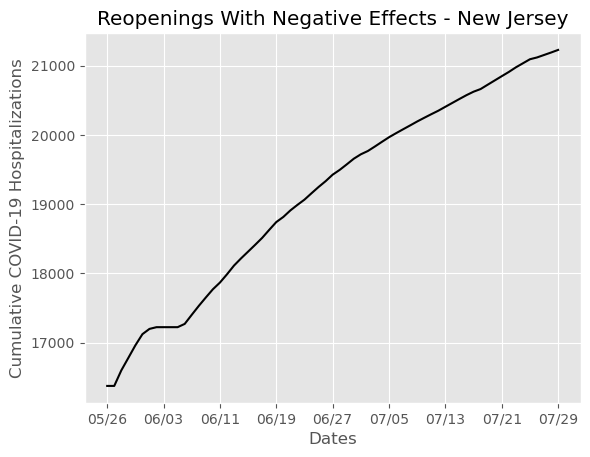 Reopenings With Negative Effects - New Jersey
Cumulative COVID-19 Hospitalizations
21000
20000
19000
18000
17000
05/26 06/03 06/11 06/19 06/27 07/05 07/13 07/21 07/29
Dates